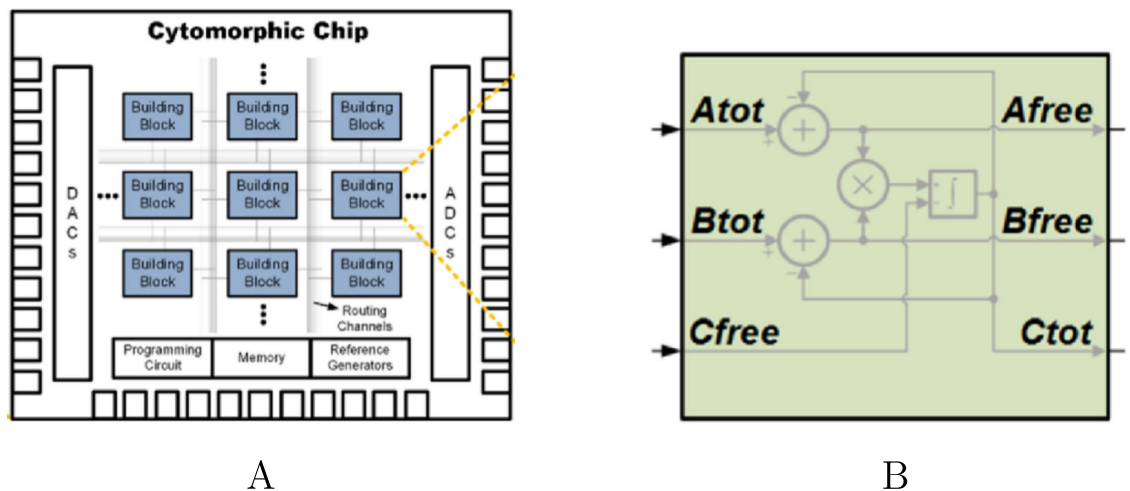 Cytomorphic Chip
Building
Block
Building
Block
Building
Block
DACs
Building
Block
Building
Block
Building
Block
ADCs
Building
Block
Building
Block
Building
Block
Routing
Channels
Programming
Circuit
Memory
Reference
Generators
A
Atot
Afree
+
−
+
×
+
−
∫
Btot
Bfree
+
+
−
Cfree
Ctot
B